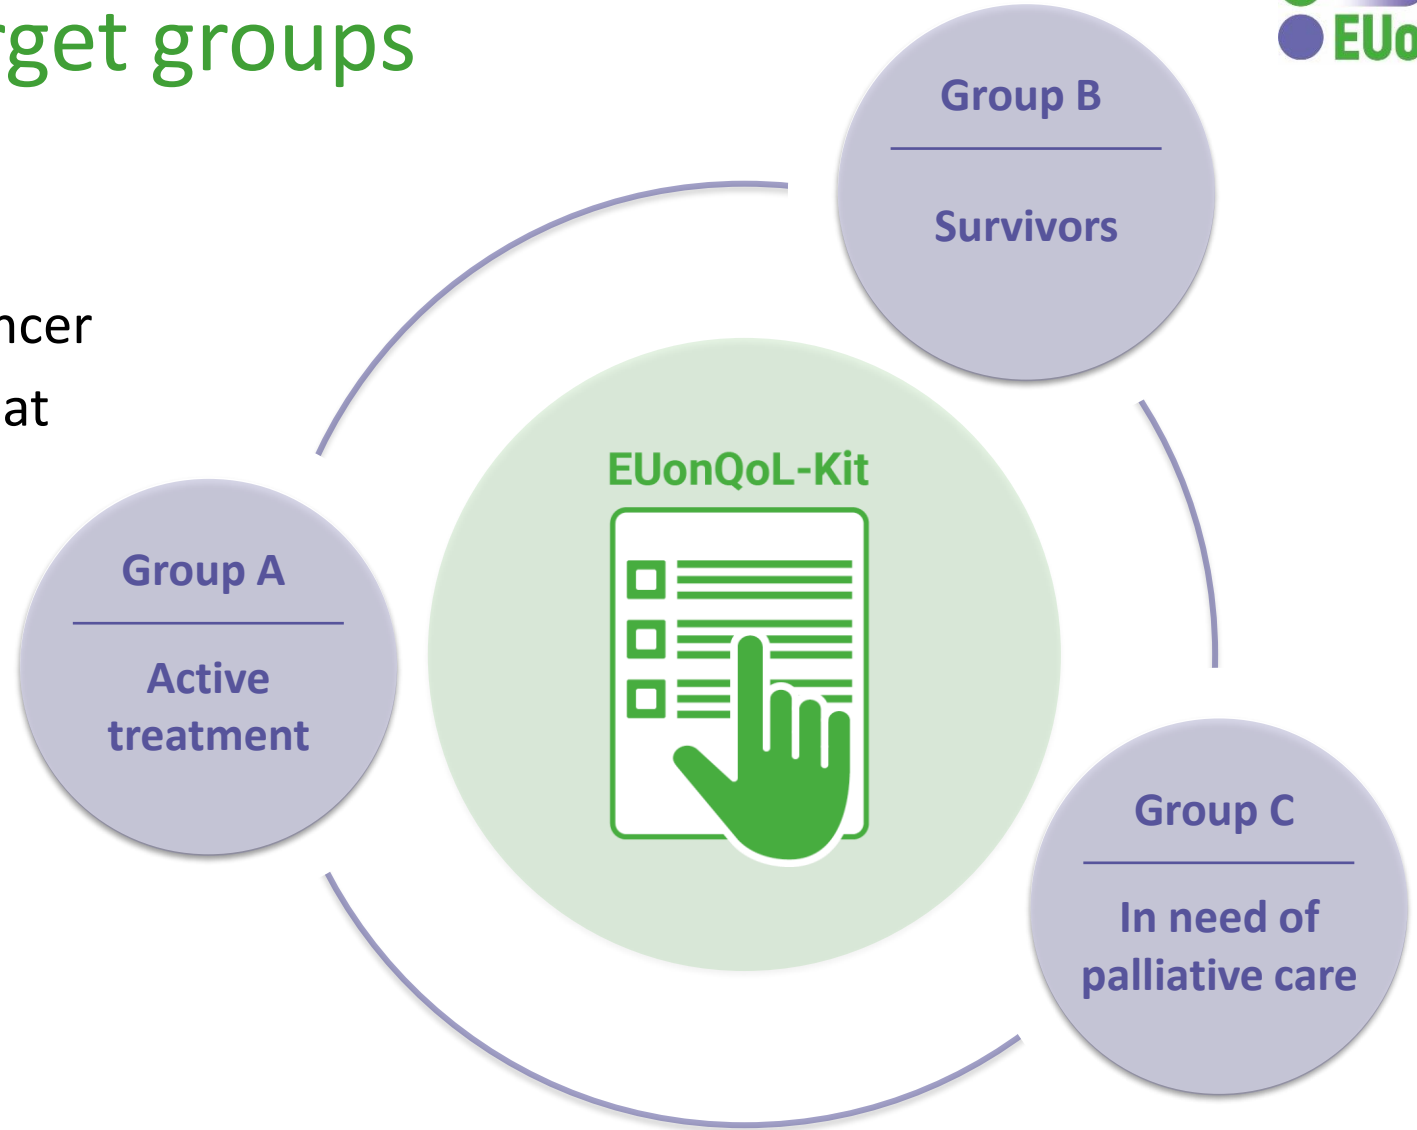 rget groups
EUo
ncer
at
Group B
Survivors
EUonQoL-Kit
Group A
Active
treatment
Group C
In need of
palliative care